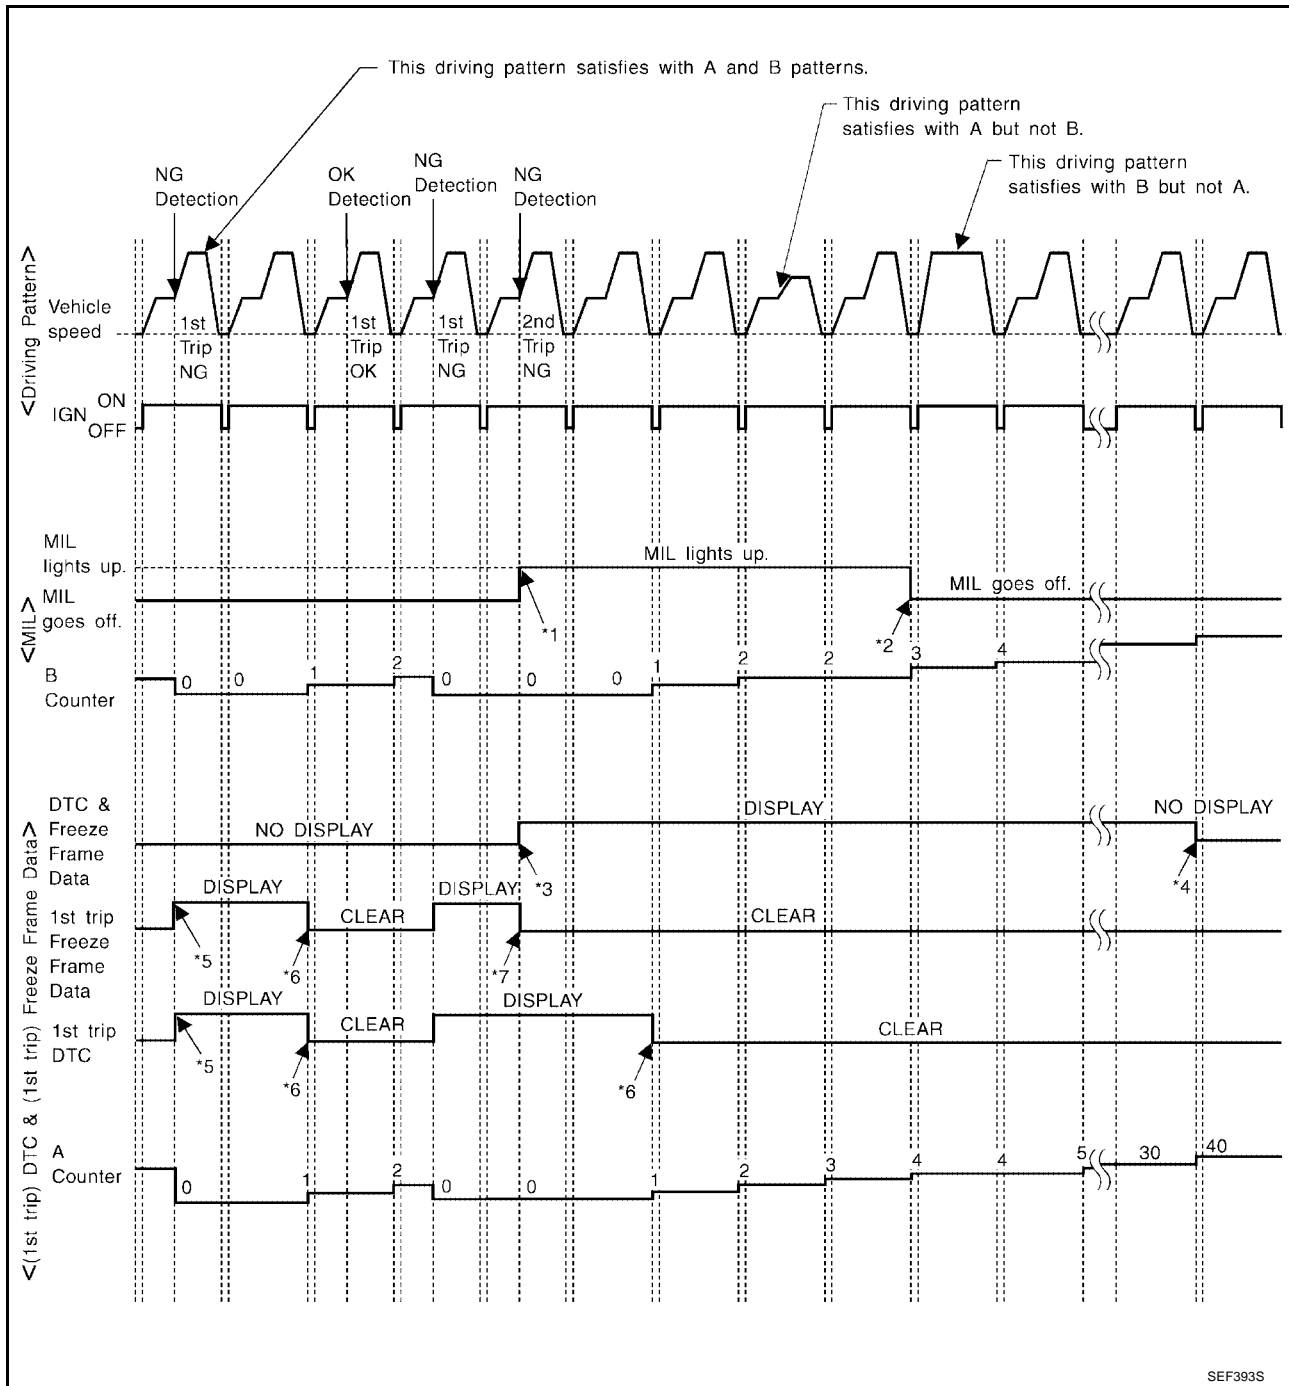 This driving pattern satisfies with A and B patterns.
This driving pattern
satisfies with A but not B.
This driving pattern
satisfies with B but not A.
NG
Detection
OK
Detection
NG
Detection
NG
Detection
<Driving Pattern>
Vehicle
speed
1st
Trip
NG
1st
Trip
OK
1st
Trip
NG
2nd
Trip
NG
IGN
ON
OFF
<MIL>
MIL
lights up.
MIL lights up.
MIL
goes off.
MIL goes off.
*1
*2
B
Counter
0 0 1 2 0 0 0 1 2 2 3 4
<(1st trip) DTC & (1st trip) Freeze Frame Data>
DTC &
Freeze
Frame
Data
NO DISPLAY
DISPLAY
NO DISPLAY
*3
*4
1st trip
Freeze
Frame
Data
DISPLAY
CLEAR
DISPLAY
CLEAR
*5
*6
*7
1st trip
DTC
DISPLAY
CLEAR
DISPLAY
CLEAR
*5
*6
*6
A
Counter
0 1 2 0 0 1 2 3 4 4 5 30 40
SEF393S